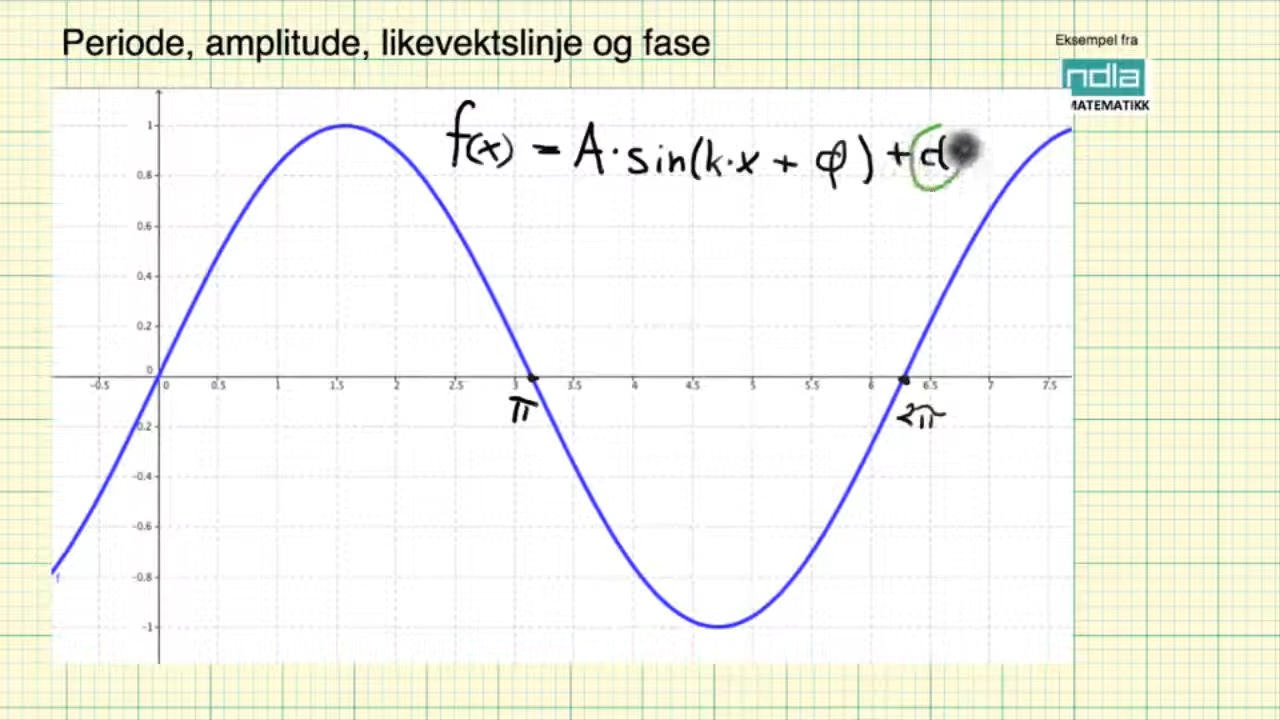 Periode, amplitude, likevektslinje og fase
Eksempel fra
ndla
MATEMATIKK
f(x) = A·sin(k·x + φ) + d
1
0.8
0.6
0.4
0.2
0
-0.5 0 0.5 1 1.5 2 2.5 3 3.5 4 4.5 5 5.5 6 6.5 7 7.5
π 2π
-0.2
-0.4
-0.6
-0.8
f
-1